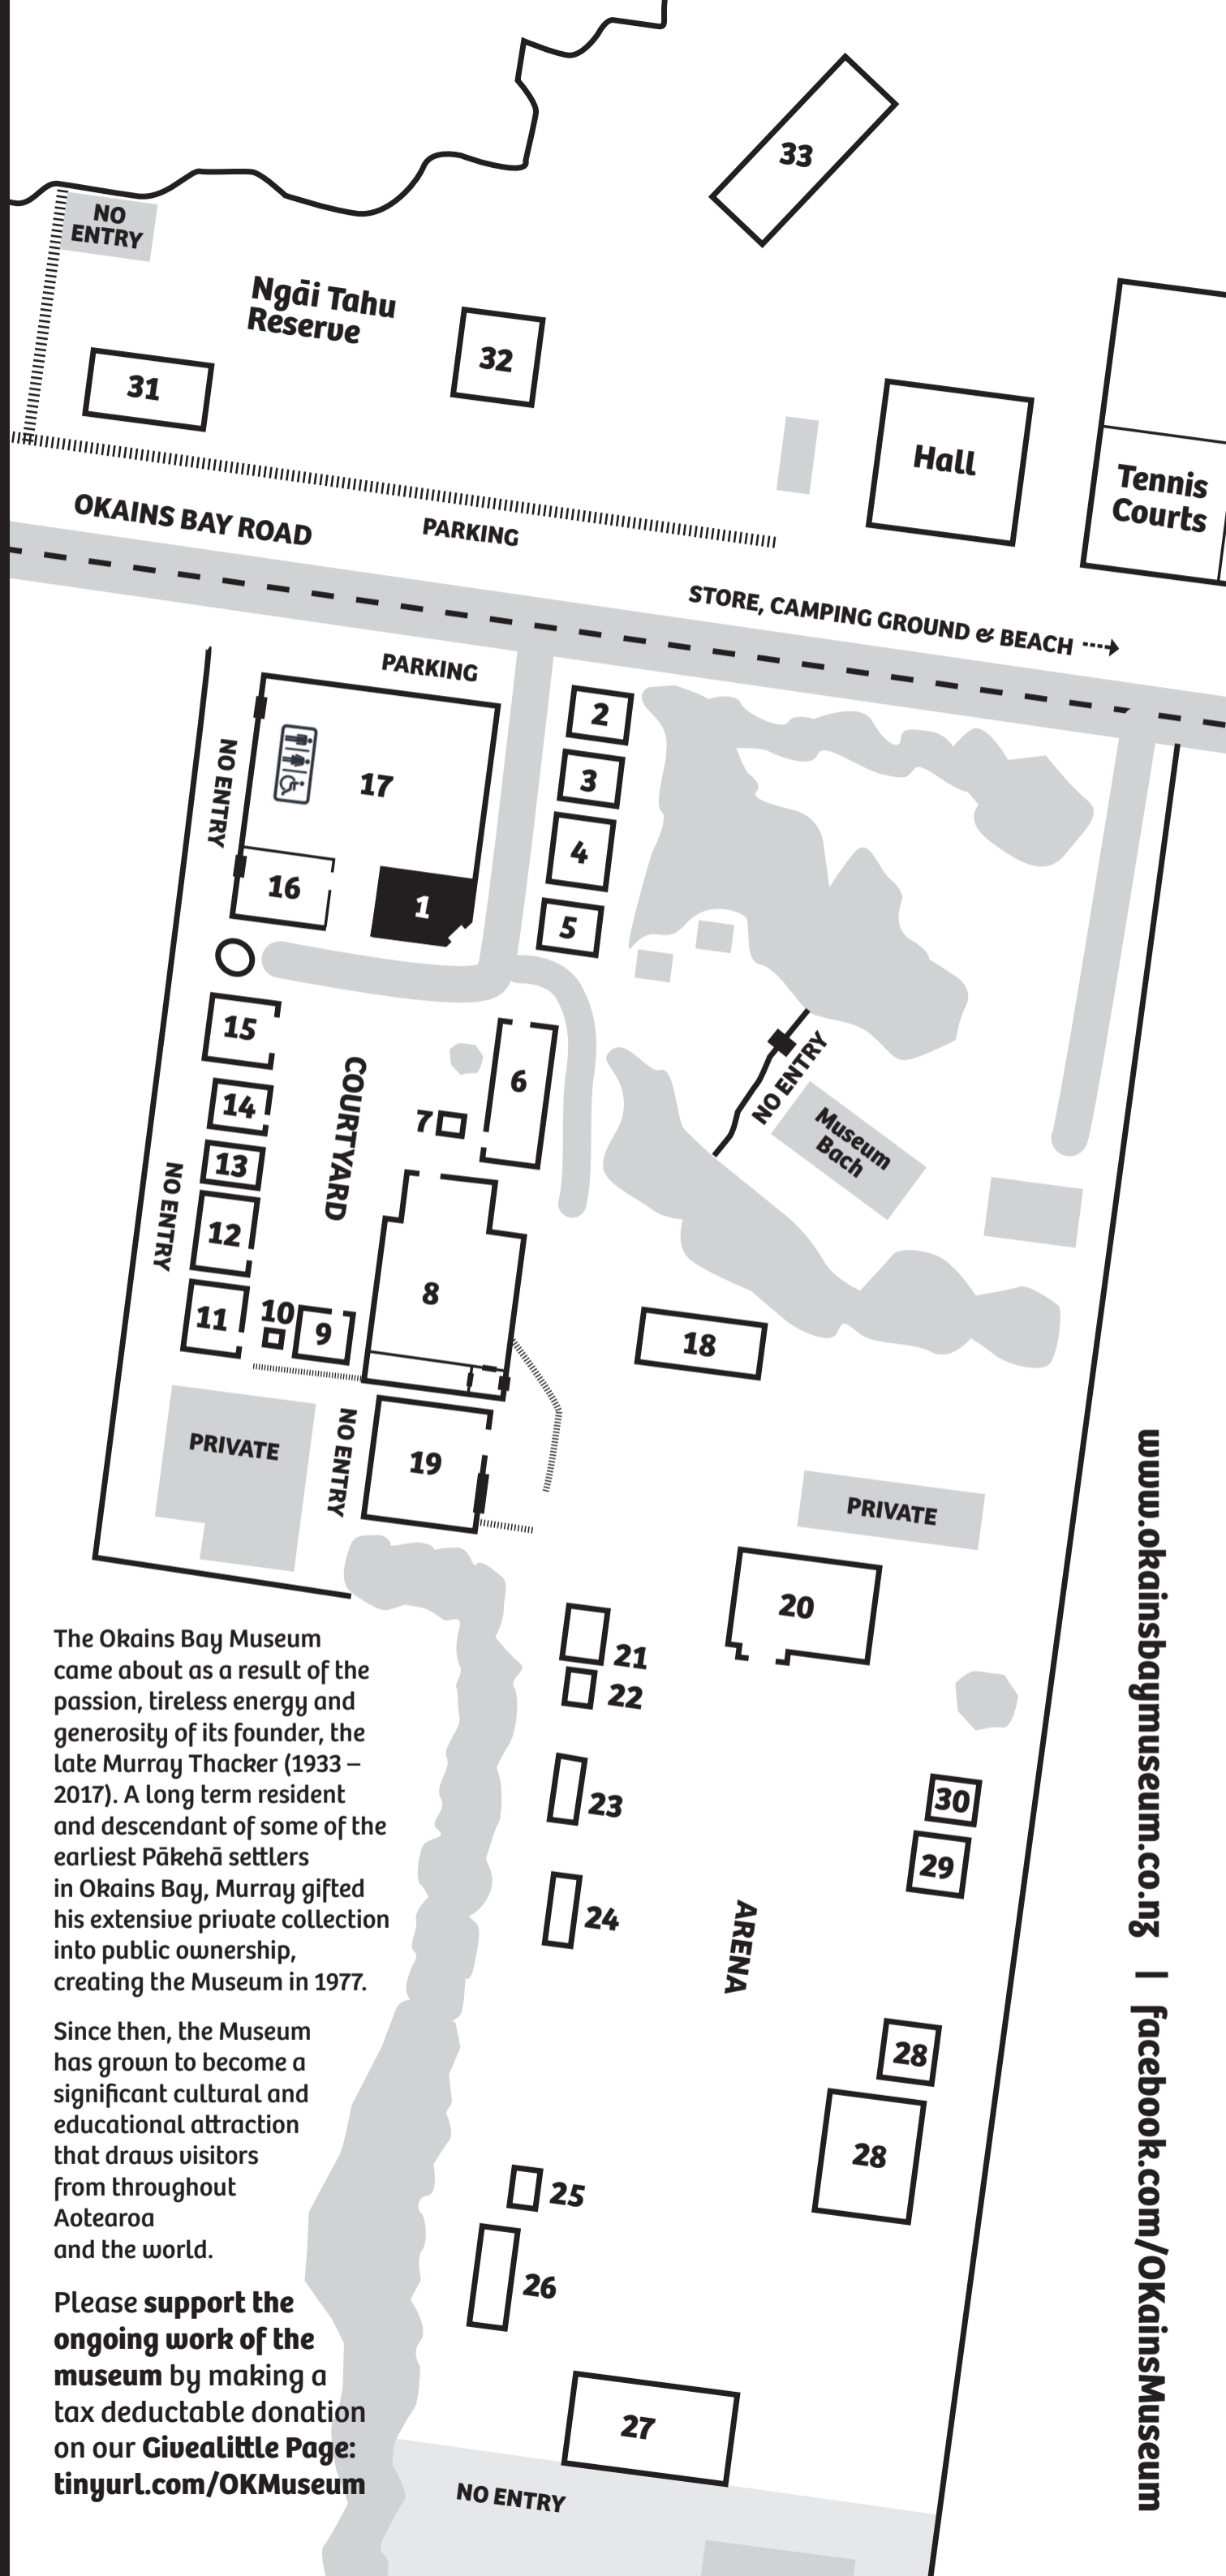 33
NO
ENTRY
Ngāi Tahu
Reserve
32
31
Hall
Tennis
Courts
OKAINS BAY ROAD
PARKING
STORE, CAMPING GROUND & BEACH
PARKING
2
NO ENTRY
17
3
4
16
1
5
15
COURTYARD
6
NO ENTRY
14
7
Museum
Bach
13
NO ENTRY
12
8
11
10
9
18
PRIVATE
NO ENTRY
19
PRIVATE
20
21
22
23
30
29
24
ARENA
28
28
25
26
27
NO ENTRY
The Okains Bay Museum
came about as a result of the
passion, tireless energy and
generosity of its founder, the
late Murray Thacker (1933 –
2017). A long term resident
and descendant of some of the
earliest Pākehā settlers
in Okains Bay, Murray gifted
his extensive private collection
into public ownership,
creating the Museum in 1977.
Since then, the Museum
has grown to become a
significant cultural and
educational attraction
that draws visitors
from throughout
Aotearoa
and the world.
Please support the
ongoing work of the
museum by making a
tax deductable donation
on our Givealittle Page:
tinyurl.com/OKMuseum
www.okainsbaymuseum.co.nz | facebook.com/OKainsMuseum